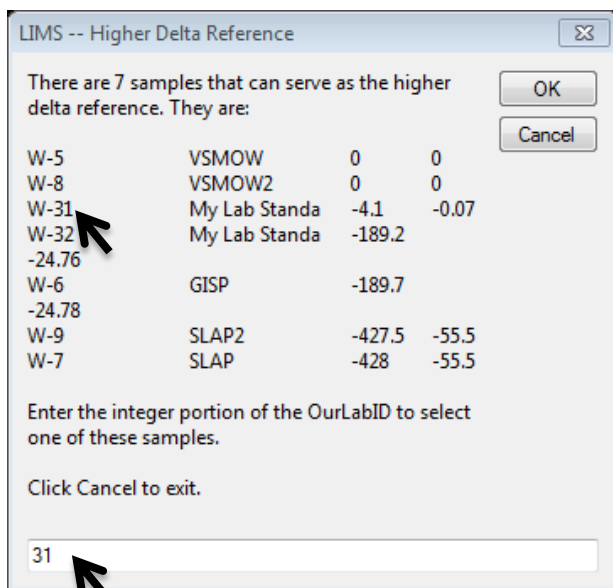 LIMS -- Higher Delta Reference
There are 7 samples that can serve as the higher
delta reference. They are:
OK
Cancel
W-5 VSMOW 0 0
W-8 VSMOW2 0 0
W-31 My Lab Standa -4.1 -0.07
W-32 My Lab Standa -189.2
-24.76
W-6 GISP -189.7
-24.78
W-9 SLAP2 -427.5 -55.5
W-7 SLAP -428 -55.5
Enter the integer portion of the OurLabID to select
one of these samples.
Click Cancel to exit.
31